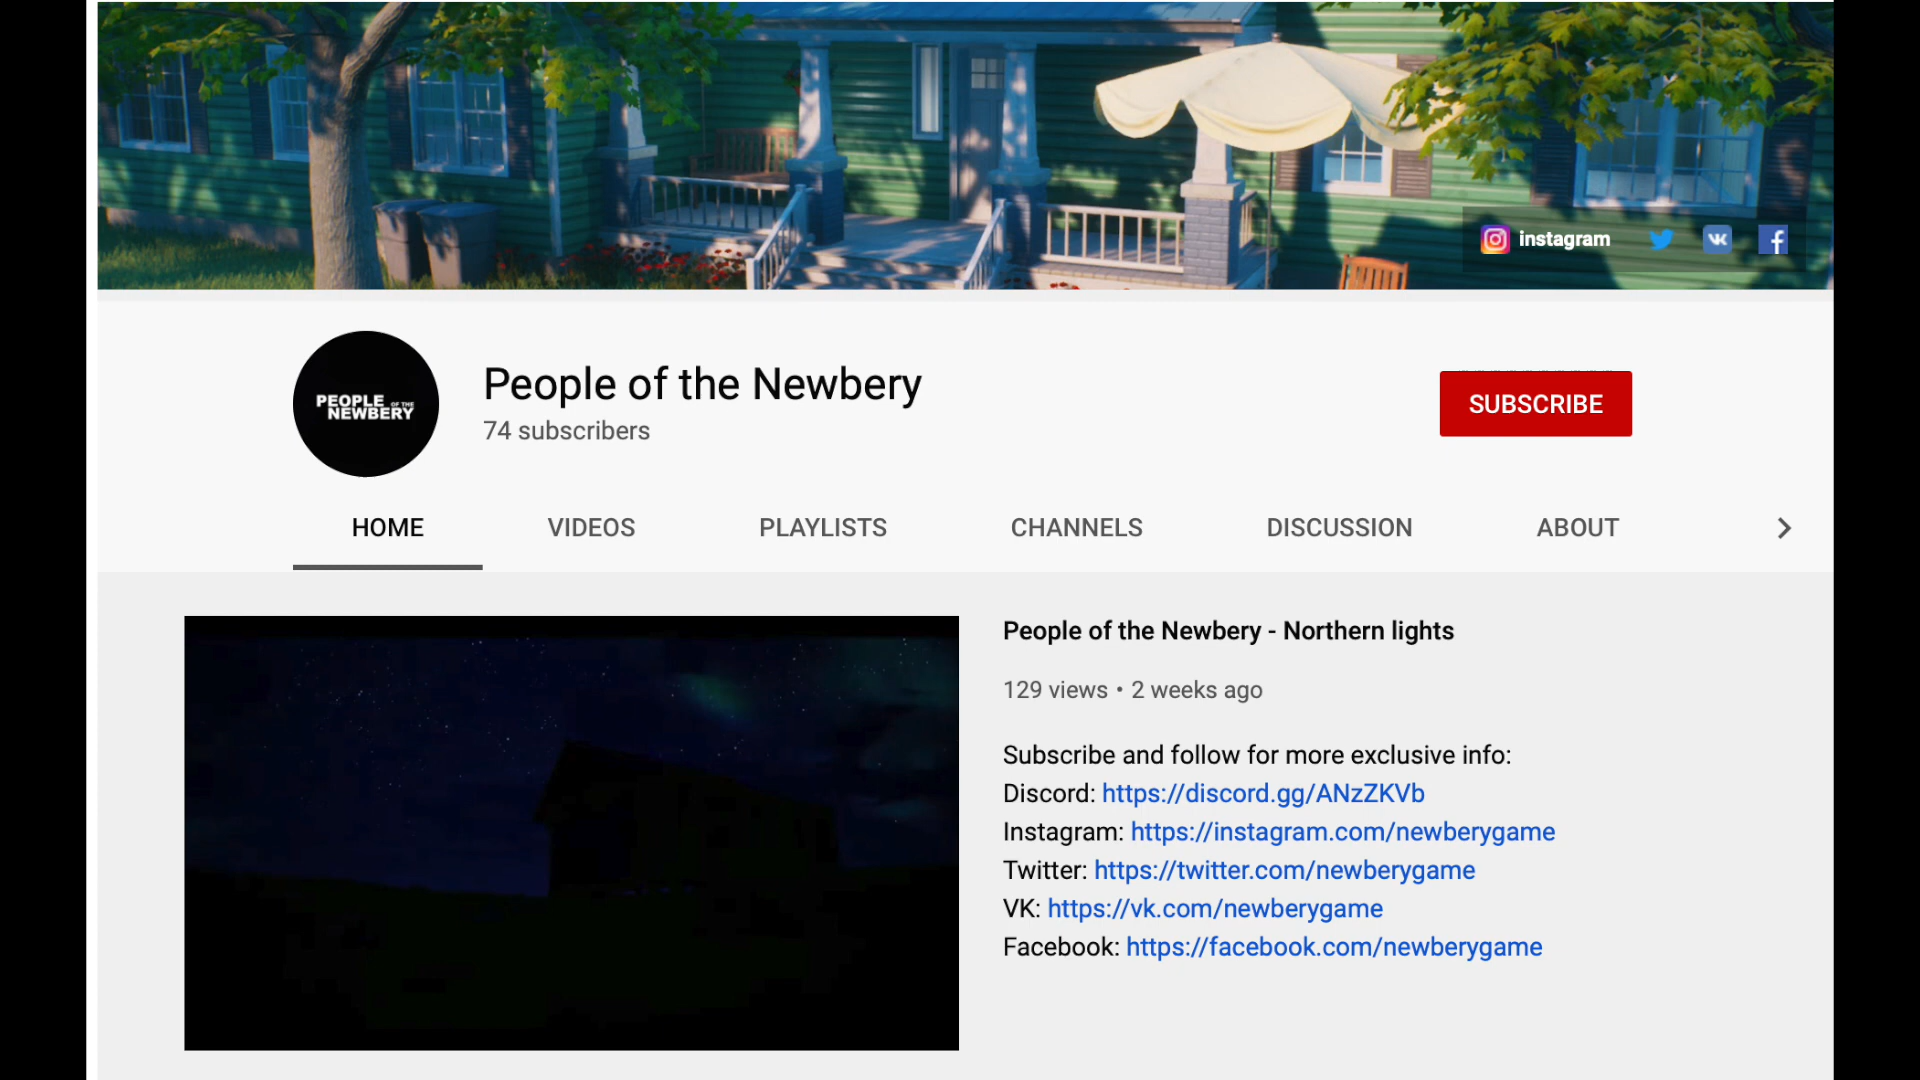 instagram
PEOPLE OF THE
NEWBERY
People of the Newbery
74 subscribers
SUBSCRIBE
HOME VIDEOS PLAYLISTS CHANNELS DISCUSSION ABOUT
People of the Newbery - Northern lights
129 views • 2 weeks ago
Subscribe and follow for more exclusive info:
Discord: https://discord.gg/ANzZKVb
Instagram: https://instagram.com/newberygame
Twitter: https://twitter.com/newberygame
VK: https://vk.com/newberygame
Facebook: https://facebook.com/newberygame